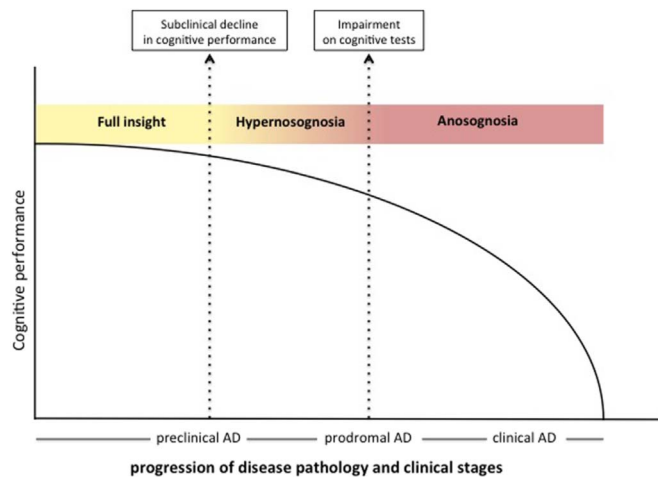 Subclinical decline
in cognitive performance
Impairment
on cognitive tests
Full insight
Hypernosognosia
Anosognosia
Cognitive performance
preclinical AD
prodromal AD
clinical AD
progression of disease pathology and clinical stages